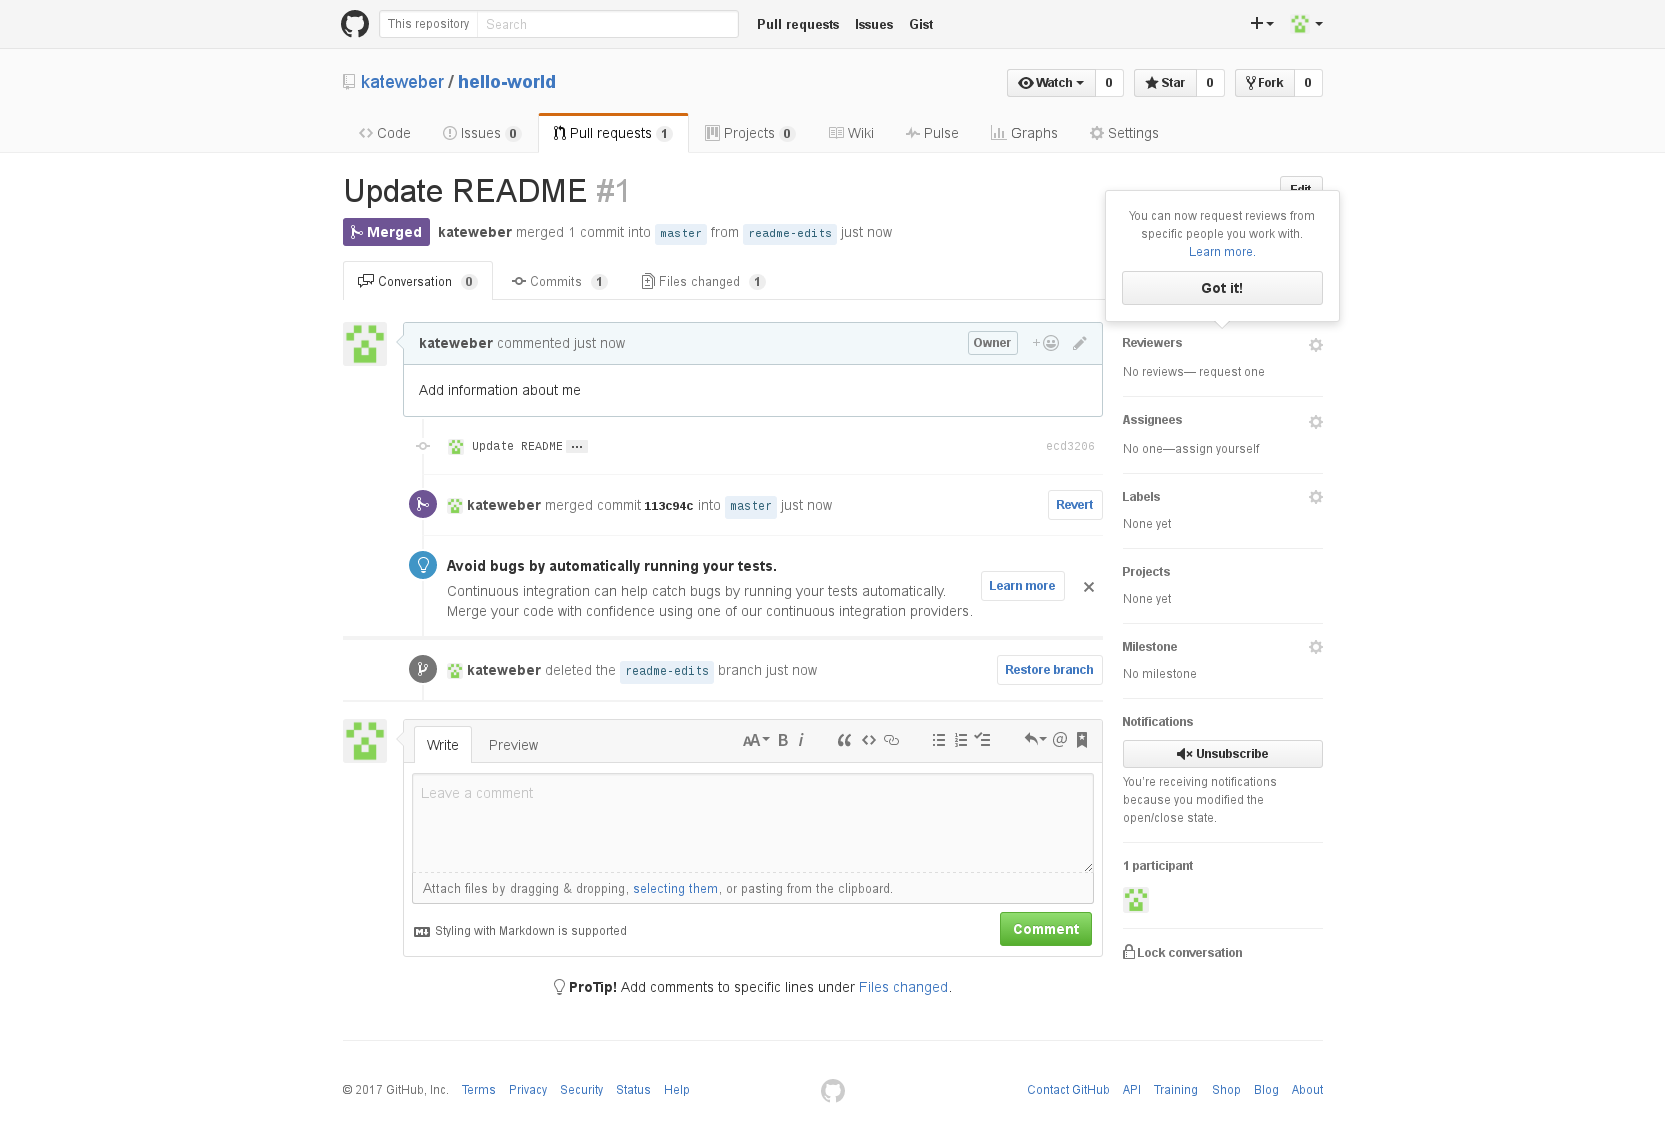 This repository Search Pull requests Issues Gist
kateweber / hello-world Watch 0 Star 0 Fork 0
Code Issues 0 Pull requests 1 Projects 0 Wiki Pulse Graphs Settings
Update README #1 Edit
Merged kateweber merged 1 commit into master from readme-edits just now
You can now request reviews from
specific people you work with.
Learn more.
Got it!
Conversation 0 Commits 1 Files changed 1
kateweber commented just now Owner
Add information about me
Update README … ecd3206
kateweber merged commit 113c94c into master just now Revert
Avoid bugs by automatically running your tests.
Continuous integration can help catch bugs by running your tests automatically.
Merge your code with confidence using one of our continuous integration providers.
Learn more
kateweber deleted the readme-edits branch just now Restore branch
Write Preview AA B i
Leave a comment
Attach files by dragging & dropping, selecting them, or pasting from the clipboard.
Styling with Markdown is supported
Comment
ProTip! Add comments to specific lines under Files changed.
Reviewers
No reviews— request one
Assignees
No one—assign yourself
Labels
None yet
Projects
None yet
Milestone
No milestone
Notifications
Unsubscribe
You're receiving notifications
because you modified the
open/close state.
1 participant
Lock conversation
© 2017 GitHub, Inc. Terms Privacy Security Status Help Contact GitHub API Training Shop Blog About